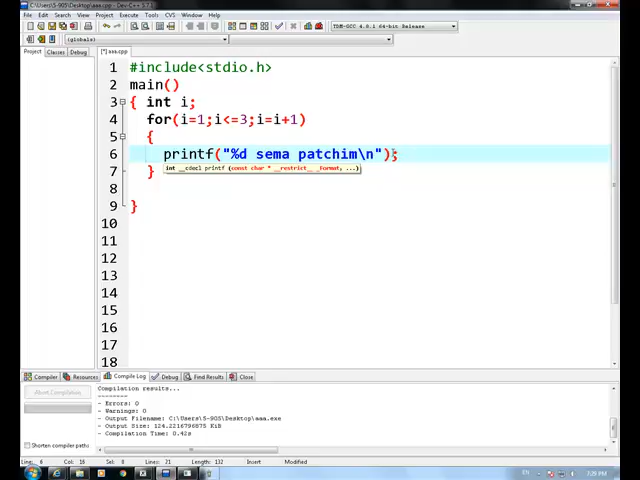 C:\Users\S-905\Desktop\aaa.cpp - Dev-C++ 5.7.1
File Edit Search View Project Execute Tools CVS Window Help
(globals)
TDM-GCC 4.8.1 64-bit Release
Project Classes Debug
[*] aaa.cpp
1 #include<stdio.h>
2 main()
3 { int i;
4 for(i=1;i<=3;i=i+1)
5 {
6 printf("%d sema patchim\n");
int __cdecl printf (const char * __restrict__ _Format, ...)
7 }
8
9 }
10
11
12
13
14
15
16
17
18
Compiler Resources Compile Log Debug Find Results Close
Abort Compilation
Shorten compiler paths
Compilation results...
--------
- Errors: 0
- Warnings: 0
- Output Filename: C:\Users\S-905\Desktop\aaa.exe
- Output Size: 124.2216796875 KiB
- Compilation Time: 0.42s
Line: 6 Col: 16 Sel: 0 Lines: 21 Length: 132 Insert Modified
EN 7:29 PM